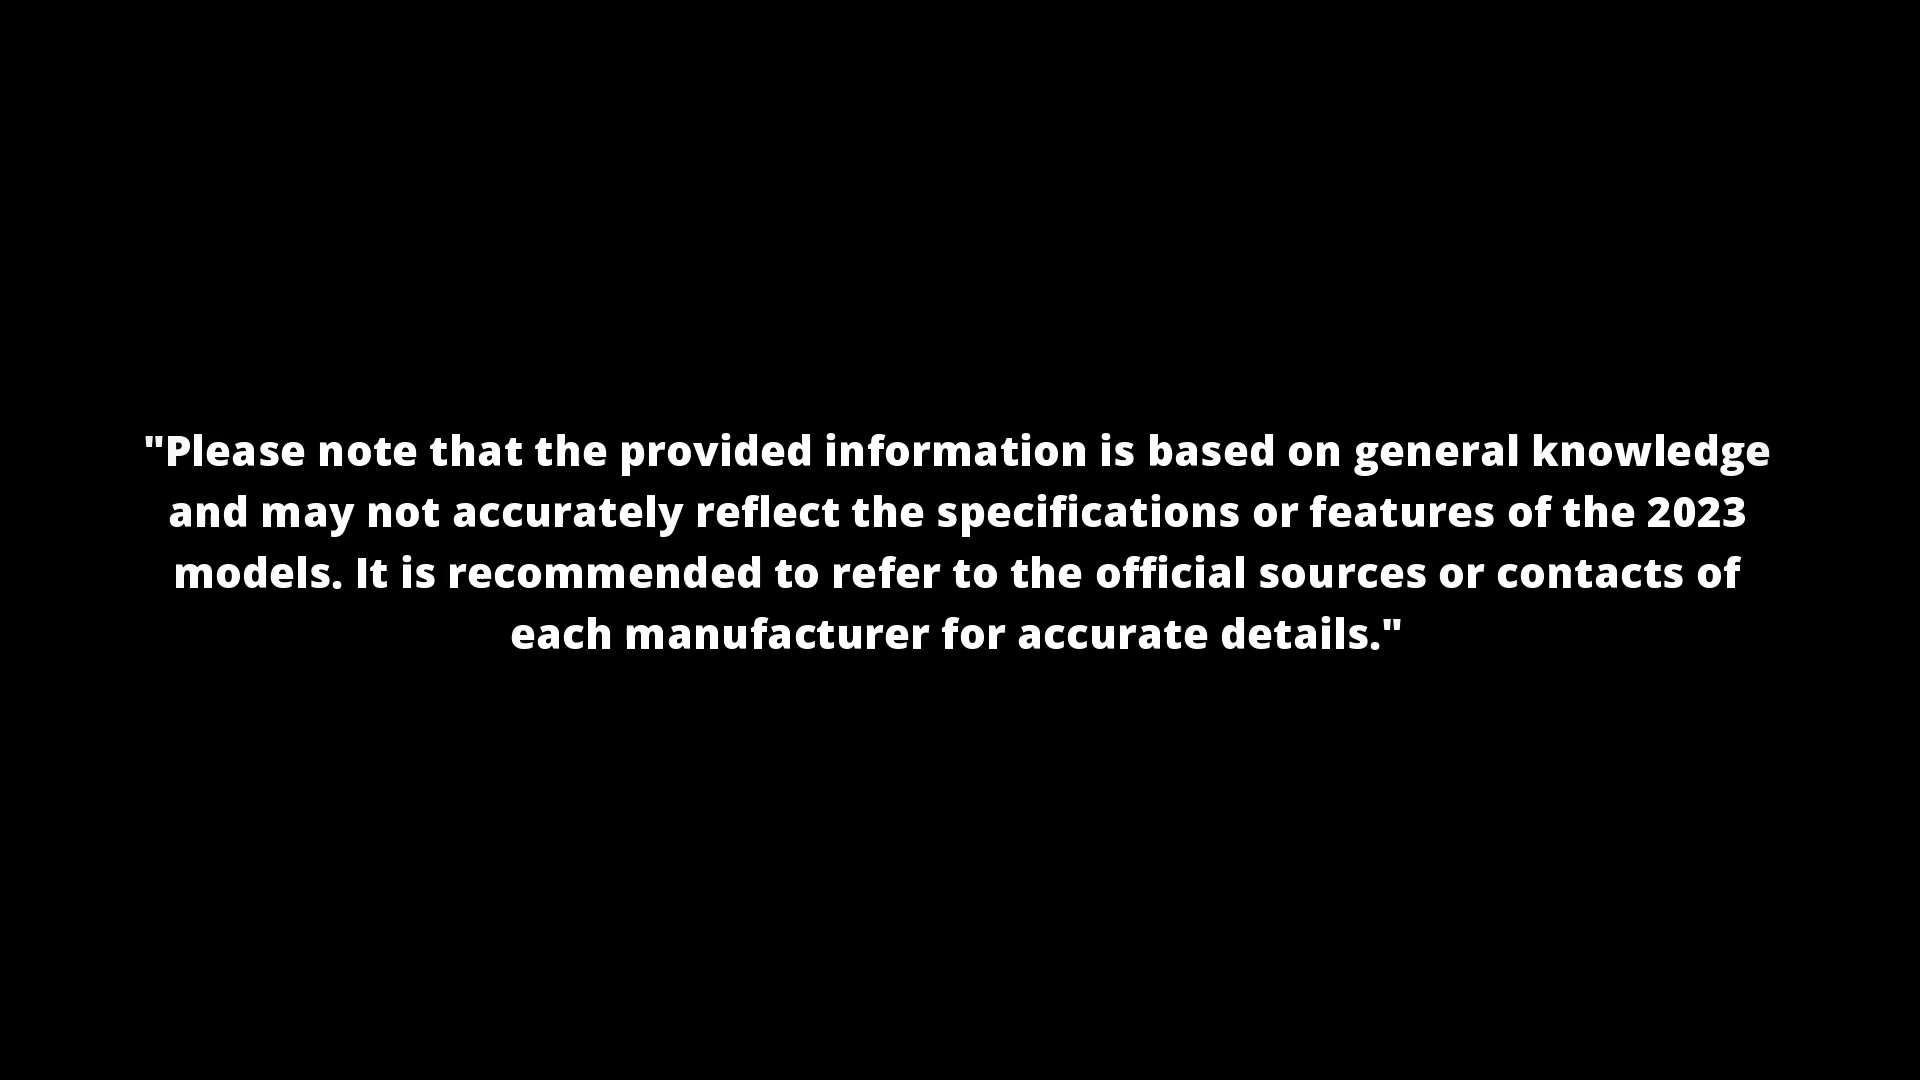 "Please note that the provided information is based on general knowledge
and may not accurately reflect the specifications or features of the 2023
models. It is recommended to refer to the official sources or contacts of
each manufacturer for accurate details."